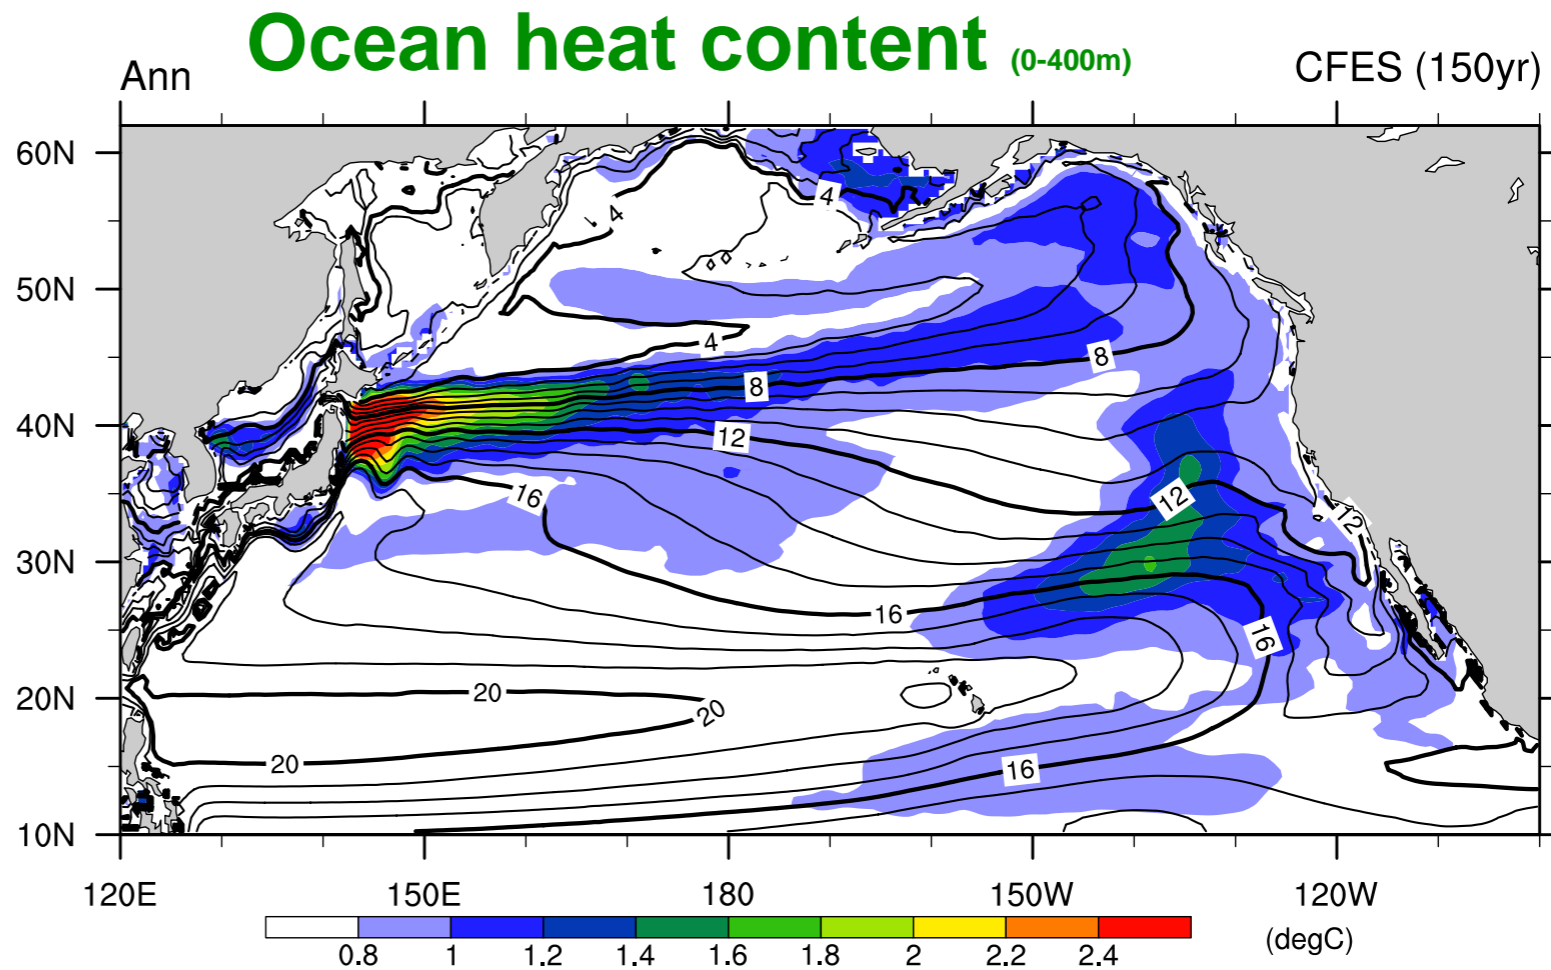 Ocean heat content (0-400m)
Ann
CFES (150yr)
60N
50N
40N
30N
20N
10N
4
4
4
8
8
12
12
12
16
16
16
16
20
20
20
120E 150E 180 150W 120W
0.8 1 1.2 1.4 1.6 1.8 2 2.2 2.4
(degC)